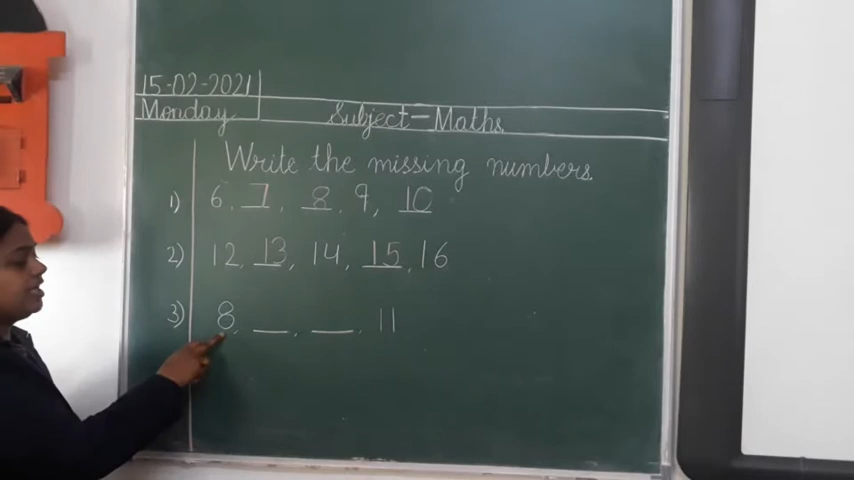 15-02-2021
Monday Subject- Maths
Write the missing numbers.
1) 6, 7, 8, 9, 10
2) 12, 13, 14, 15, 16
3) 8, __, __, 11